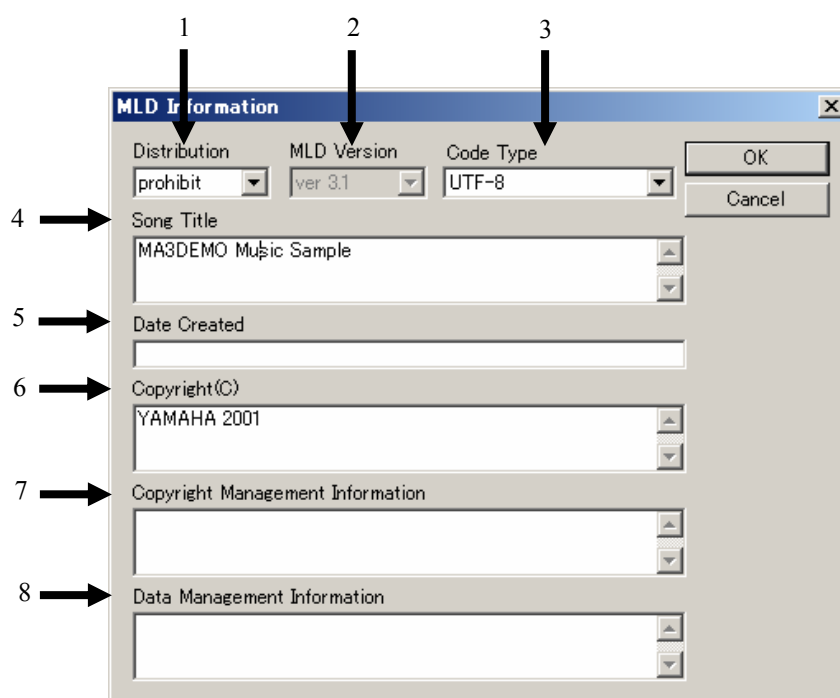 1 2 3
MLD Information
Distribution MLD Version Code Type
prohibit ver 3.1 UTF-8 OK
Cancel
4 Song Title
MA3DEMO Music Sample
5 Date Created
6 Copyright(C)
YAMAHA 2001
7 Copyright Management Information
8 Data Management Information